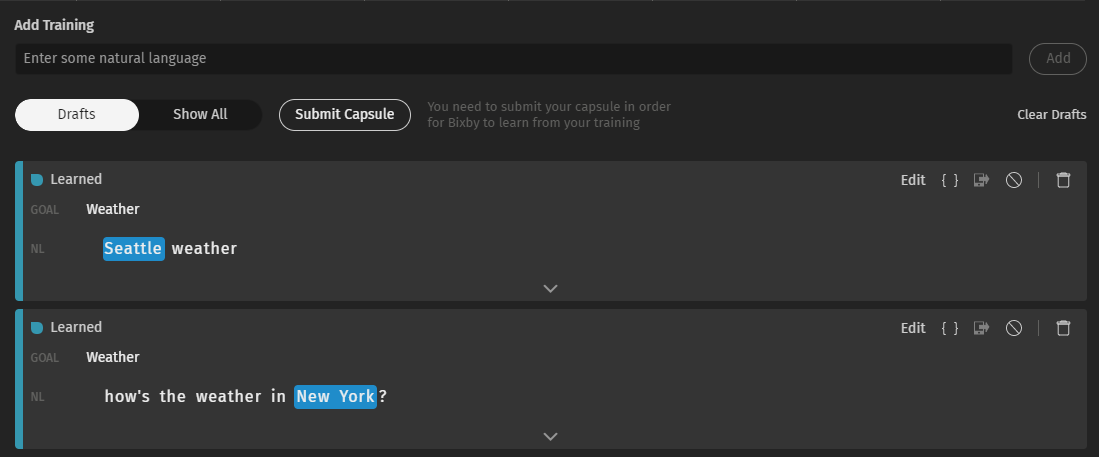 Add Training
Enter some natural language
Add
Drafts
Show All
Submit Capsule
You need to submit your capsule in order
for Bixby to learn from your training
Clear Drafts
Learned
Edit { }
GOAL Weather
NL Seattle weather
Learned
Edit { }
GOAL Weather
NL how's the weather in New York?